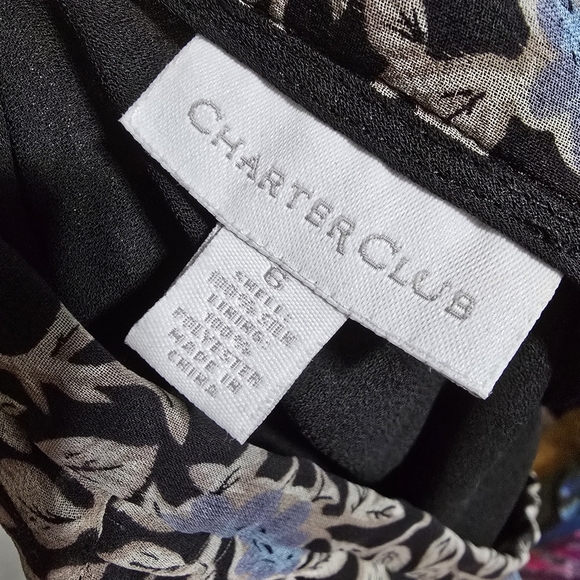 CHARTER CLUB
6
SHELL:
100% SILK
LINING:
100%
POLYESTER
MADE IN
CHINA